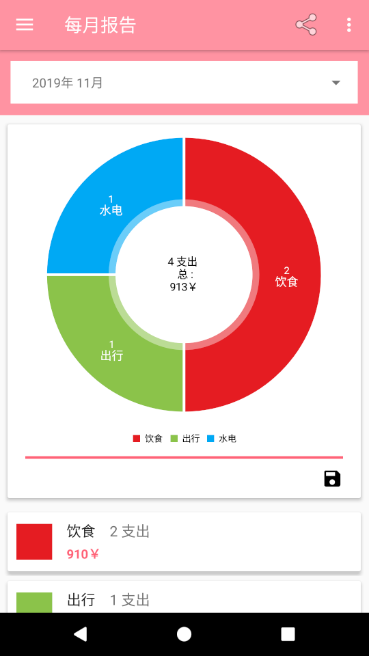 每月报告
2019年 11月
1
水电
4 支出
总 :
913￥
2
饮食
1
出行
饮食 出行 水电
饮食 2 支出
910￥
出行 1 支出